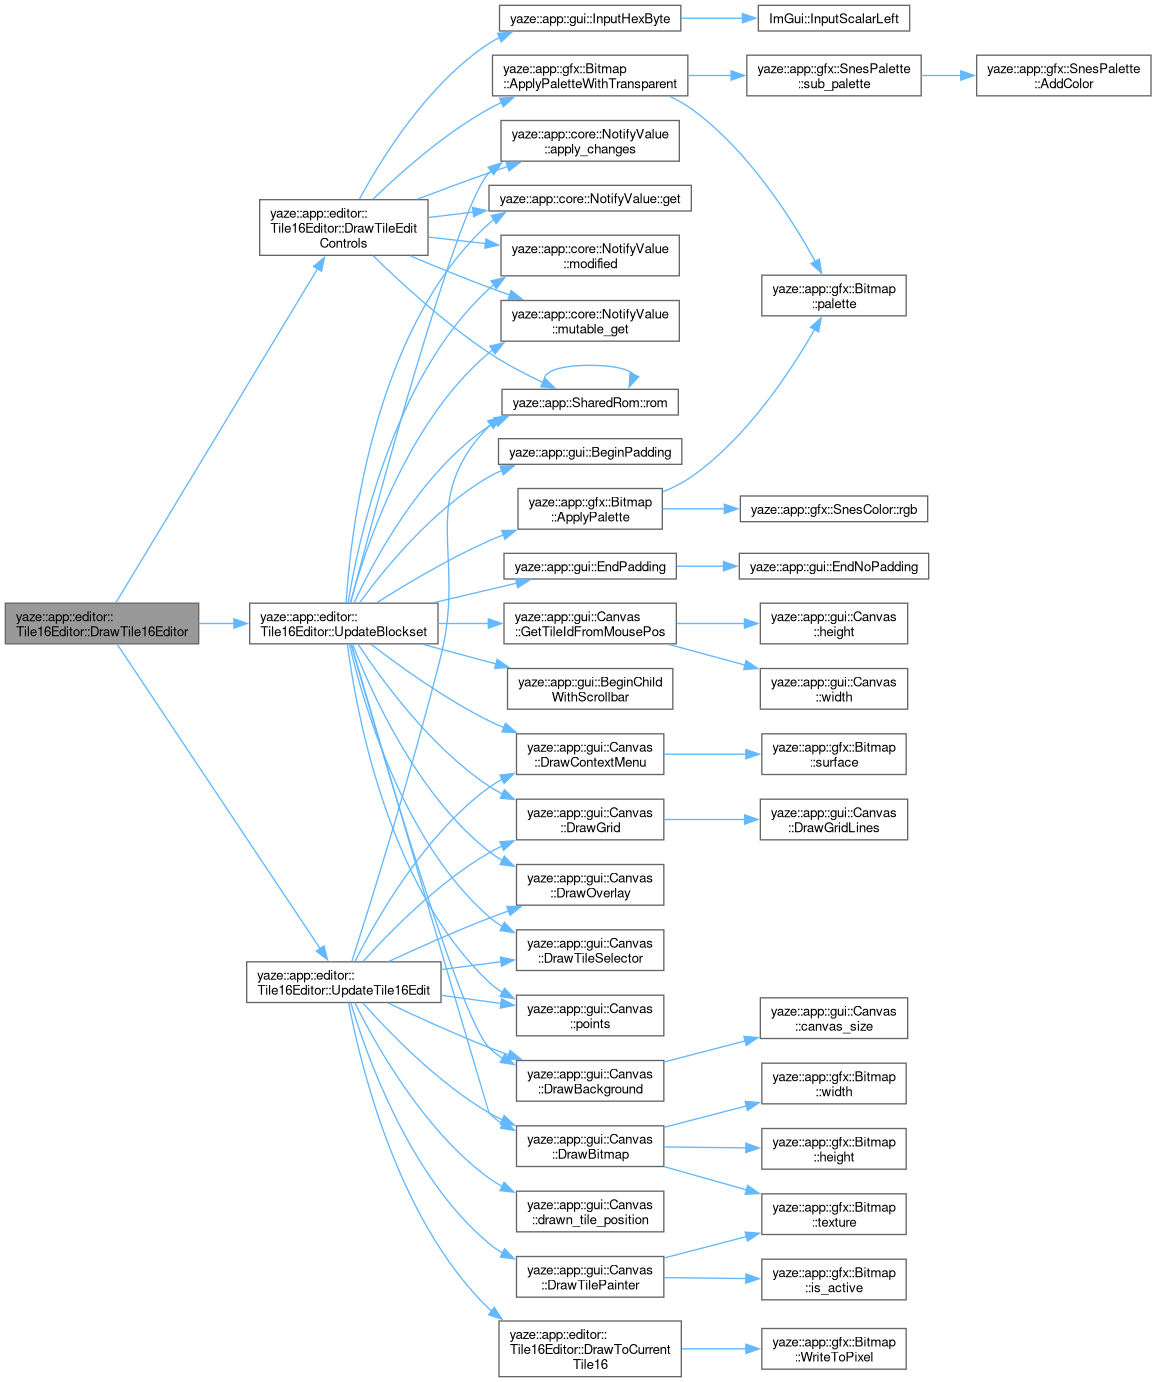 yaze::app::editor::
Tile16Editor::DrawTile16Editor
yaze::app::editor::
Tile16Editor::DrawTileEdit
Controls
yaze::app::editor::
Tile16Editor::UpdateBlockset
yaze::app::editor::
Tile16Editor::UpdateTile16Edit
yaze::app::gui::InputHexByte
yaze::app::gfx::Bitmap
::ApplyPaletteWithTransparent
yaze::app::core::NotifyValue
::apply_changes
yaze::app::core::NotifyValue::get
yaze::app::core::NotifyValue
::modified
yaze::app::core::NotifyValue
::mutable_get
yaze::app::SharedRom::rom
yaze::app::gui::BeginPadding
yaze::app::gfx::Bitmap
::ApplyPalette
yaze::app::gui::EndPadding
yaze::app::gui::Canvas
::GetTileIdFromMousePos
yaze::app::gui::BeginChild
WithScrollbar
yaze::app::gui::Canvas
::DrawContextMenu
yaze::app::gui::Canvas
::DrawGrid
yaze::app::gui::Canvas
::DrawOverlay
yaze::app::gui::Canvas
::DrawTileSelector
yaze::app::gui::Canvas
::points
yaze::app::gui::Canvas
::DrawBackground
yaze::app::gui::Canvas
::DrawBitmap
yaze::app::gui::Canvas
::drawn_tile_position
yaze::app::gui::Canvas
::DrawTilePainter
yaze::app::editor::
Tile16Editor::DrawToCurrent
Tile16
ImGui::InputScalarLeft
yaze::app::gfx::SnesPalette
::sub_palette
yaze::app::gfx::Bitmap
::palette
yaze::app::gfx::SnesColor::rgb
yaze::app::gui::EndNoPadding
yaze::app::gui::Canvas
::height
yaze::app::gui::Canvas
::width
yaze::app::gfx::Bitmap
::surface
yaze::app::gui::Canvas
::DrawGridLines
yaze::app::gui::Canvas
::canvas_size
yaze::app::gfx::Bitmap
::width
yaze::app::gfx::Bitmap
::height
yaze::app::gfx::Bitmap
::texture
yaze::app::gfx::Bitmap
::is_active
yaze::app::gfx::Bitmap
::WriteToPixel
yaze::app::gfx::SnesPalette
::AddColor